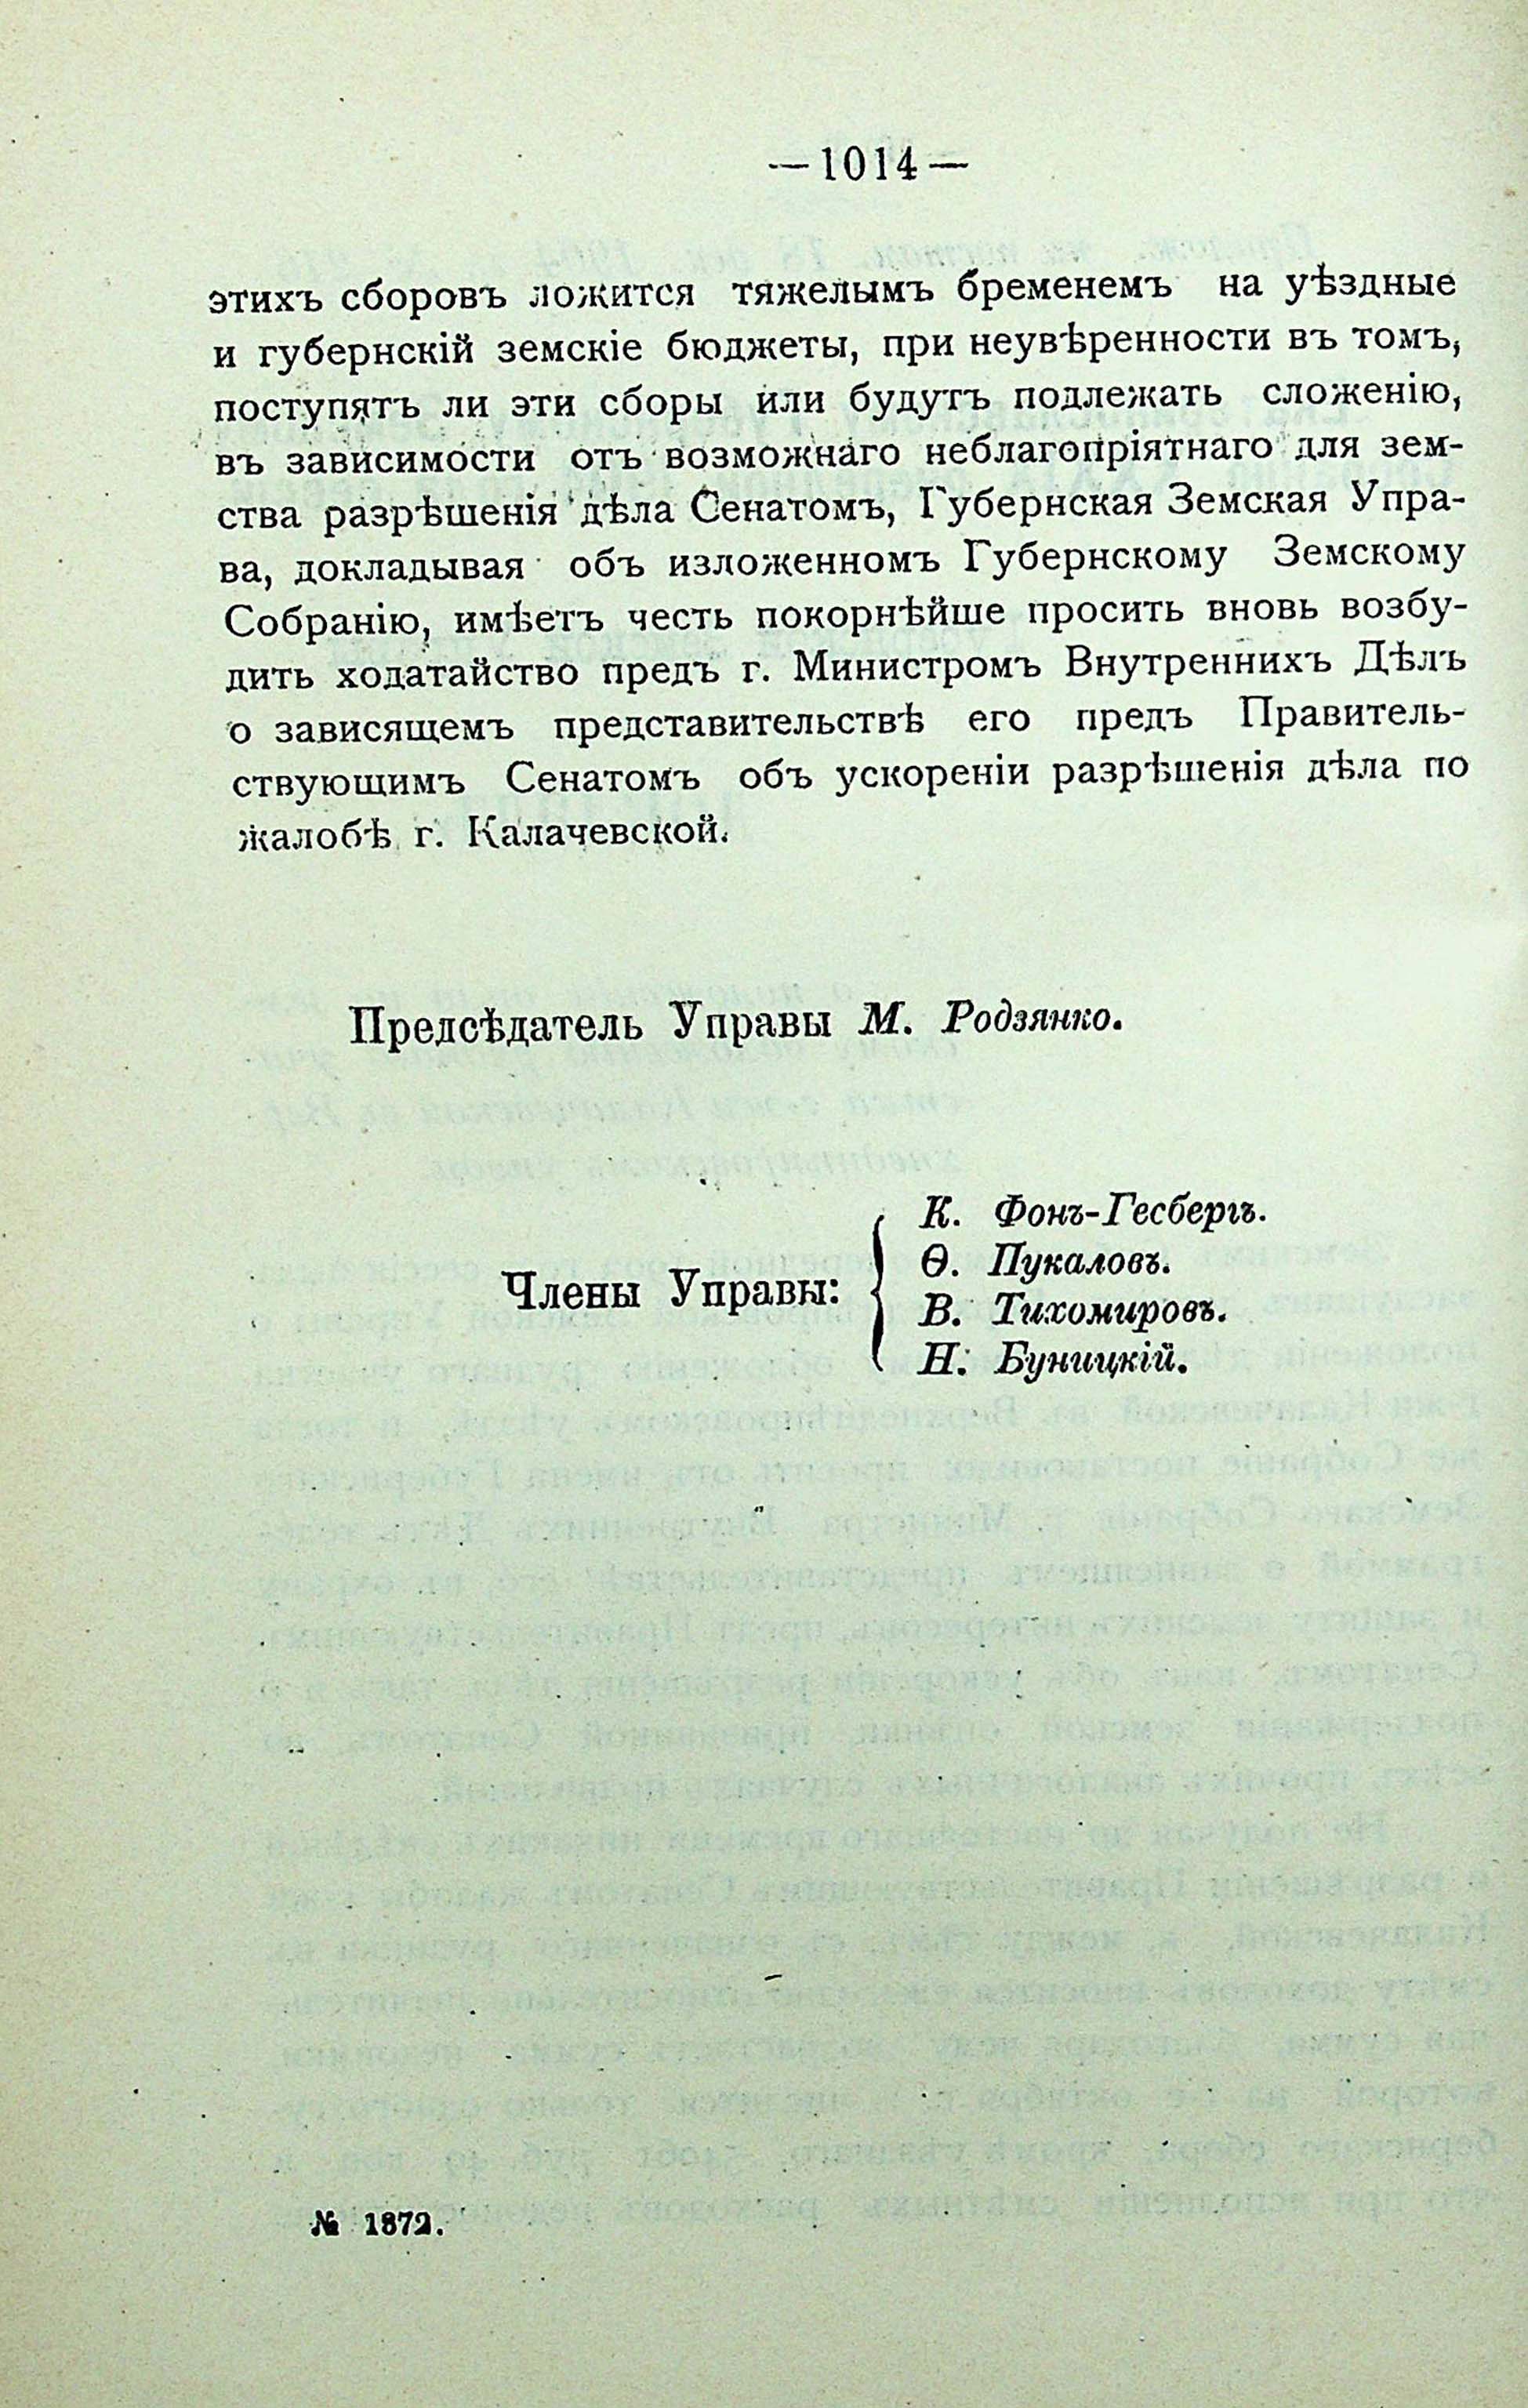 —1014—
этихъ сборовъ ложится тяжелымъ бременемъ на уѣздные
и губернскій земскіе бюджеты, при неувѣренности въ томъ,
поступятъ ли эти сборы или будутъ подлежать сложенію,
въ зависимости отъ возможнаго неблагопріятнаго для зем-
ства разрѣшенія дѣла Сенатомъ, Губернская Земская Упра-
ва, докладывая объ изложенномъ Губернскому Земскому
Собранію, имѣетъ честь покорнѣйше просить вновь возбу-
дить ходатайство предъ г. Министромъ Внутреннихъ Дѣлъ
о зависящемъ представительствѣ его предъ Правитель-
ствующимъ Сенатомъ объ ускореніи разрѣшенія дѣла по
жалобѣ г. Калачевской.
Предсѣдатель Управы М. Родзянко.
Члены Управы:
К. Фонъ-Гесбергъ.
Ѳ. Пукаловъ.
В. Тихомировъ.
Н. Буницкій.
№ 1872.